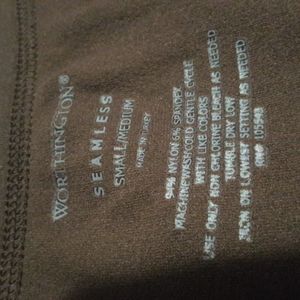 WORTHINGTON®
SEAMLESS
SMALL/MEDIUM
MADE IN TURKEY
94% NYLON 6% SPANDEX
MACHINE WASH COLD GENTLE CYCLE
WITH LIKE COLORS
USE ONLY NON CHLORINE BLEACH AS NEEDED
TUMBLE DRY LOW
IRON ON LOWEST SETTING AS NEEDED